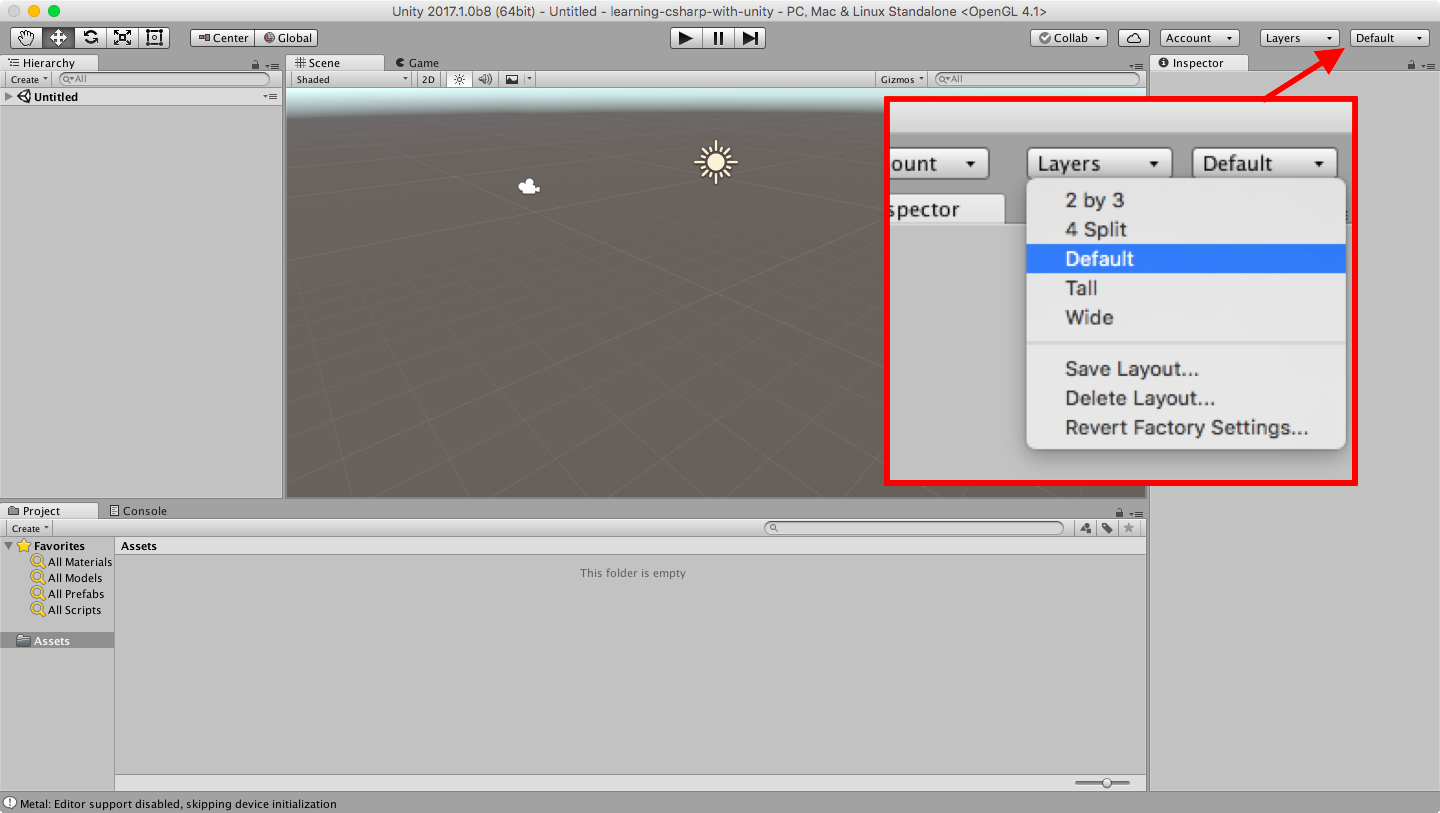 Unity 2017.1.0b8 (64bit) - Untitled - learning-csharp-with-unity - PC, Mac & Linux Standalone <OpenGL 4.1>
Center Global Collab Account Layers Default
Hierarchy Scene Game Inspector
Create All Shaded 2D Gizmos All
Untitled
ount Layers Default
spector
2 by 3
4 Split
Default
Tall
Wide
Save Layout...
Delete Layout...
Revert Factory Settings...
Project Console
Create
Favorites Assets
All Materials
All Models
All Prefabs
All Scripts
Assets
This folder is empty
Metal: Editor support disabled, skipping device initialization